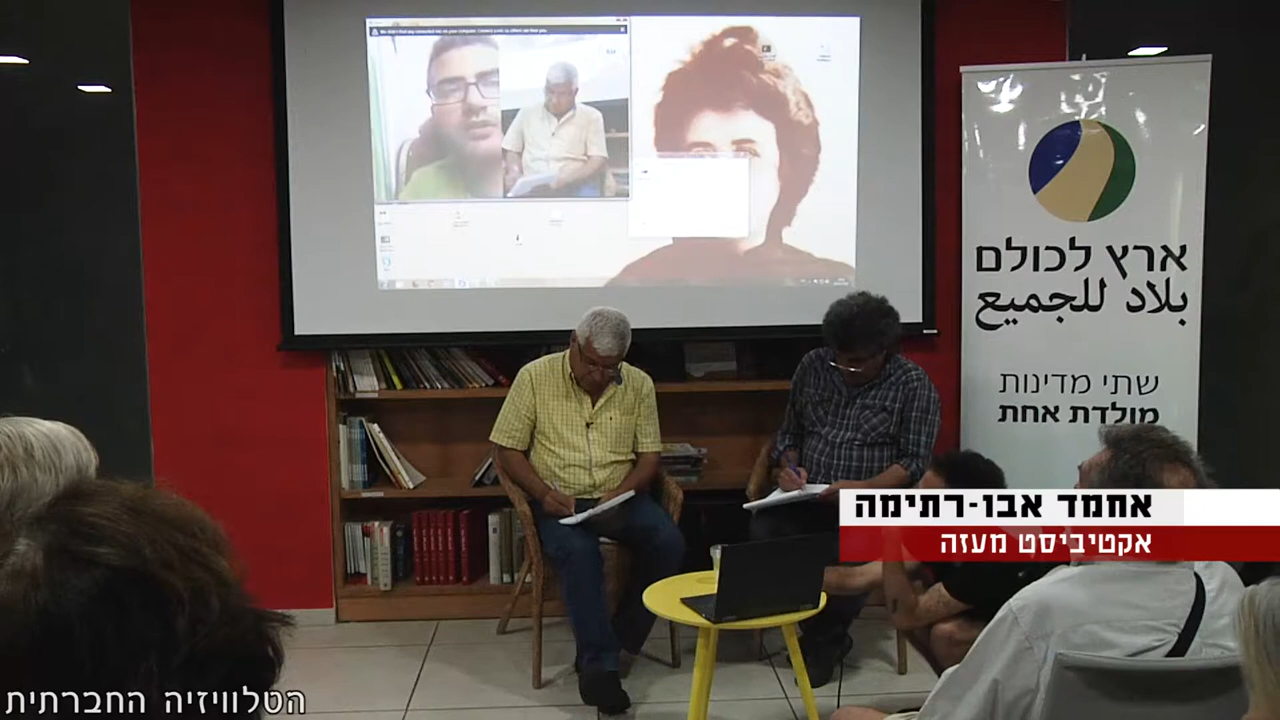 ארץ לכולם
بلاد للجميع
שתי מדינות
מולדת אחת
אחמד אבו-רתימה
אקטיביסט מעזה
הטלוויזיה החברתית